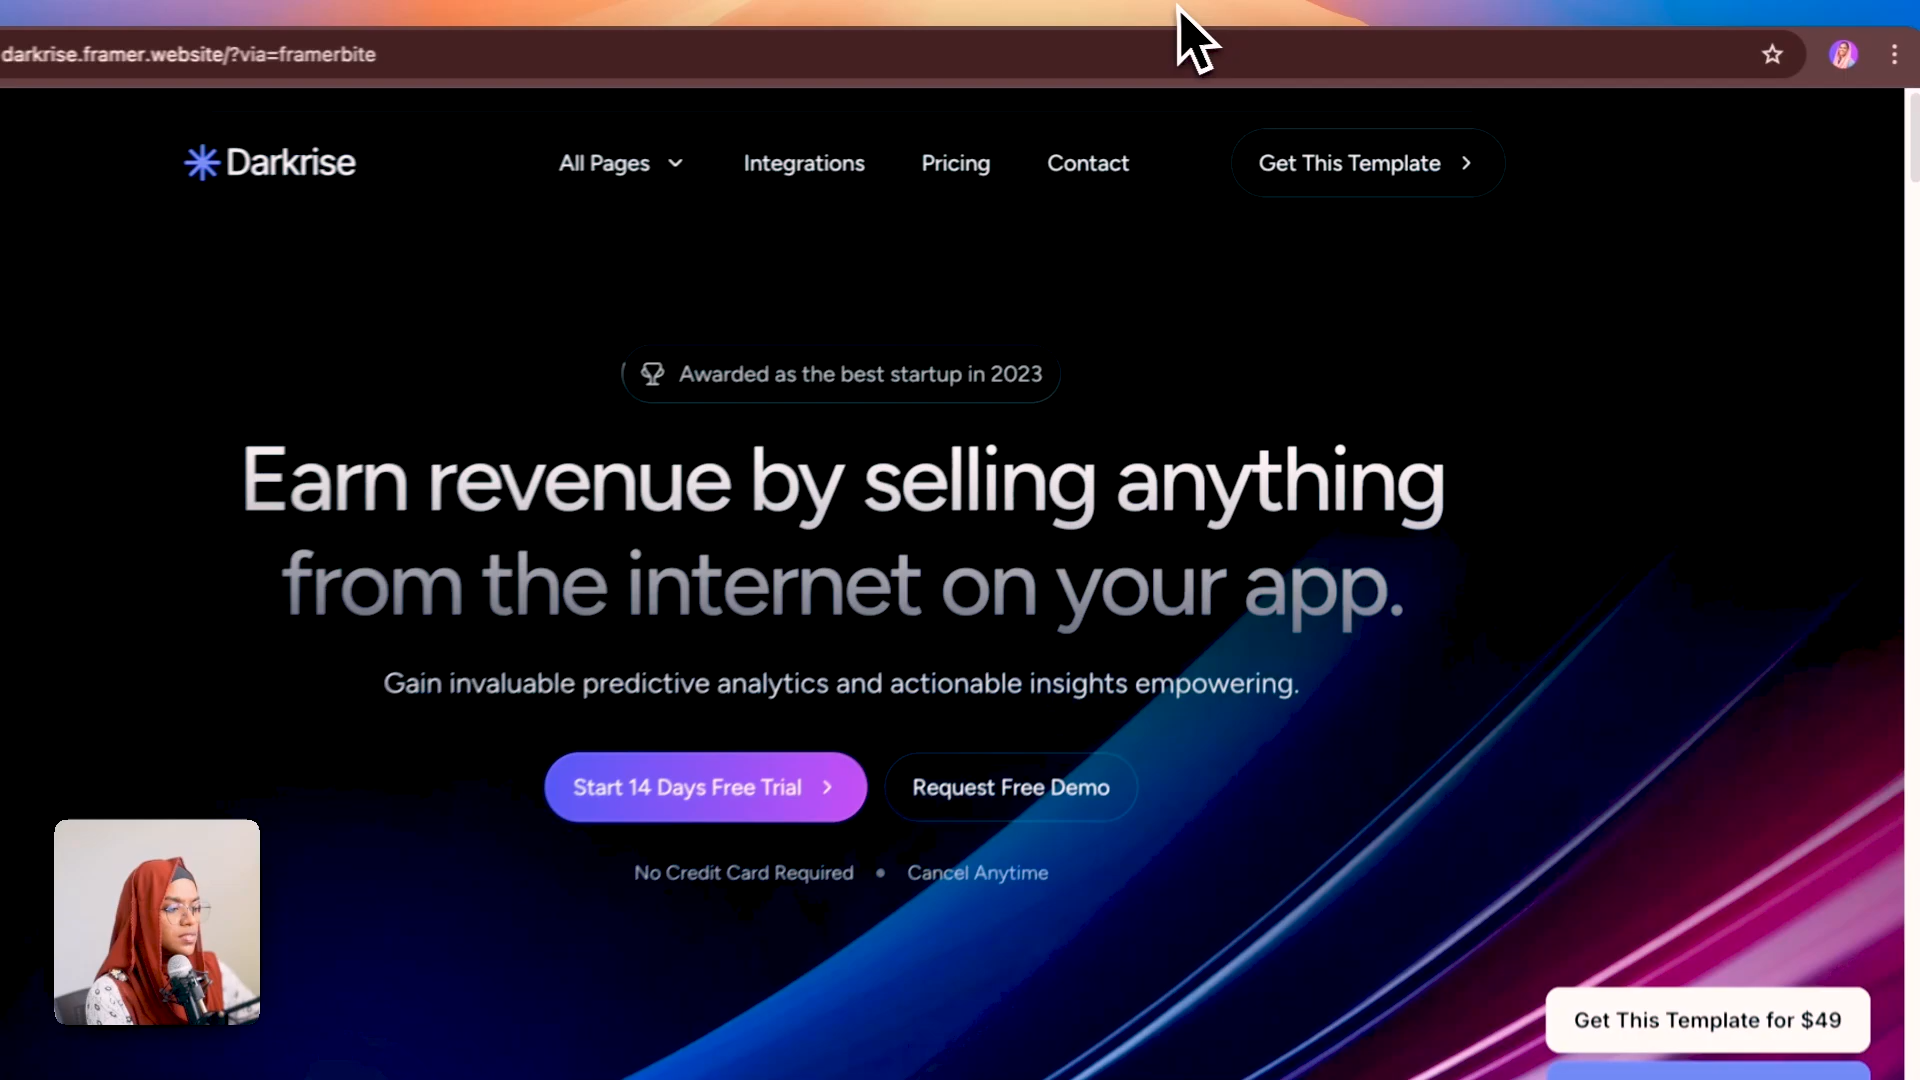 darkrise.framer.website/?via=framerbite
Darkrise
All Pages
Integrations
Pricing
Contact
Get This Template
Awarded as the best startup in 2023
Earn revenue by selling anything
from the internet on your app.
Gain invaluable predictive analytics and actionable insights empowering.
Start 14 Days Free Trial
Request Free Demo
No Credit Card Required • Cancel Anytime
Get This Template for $49